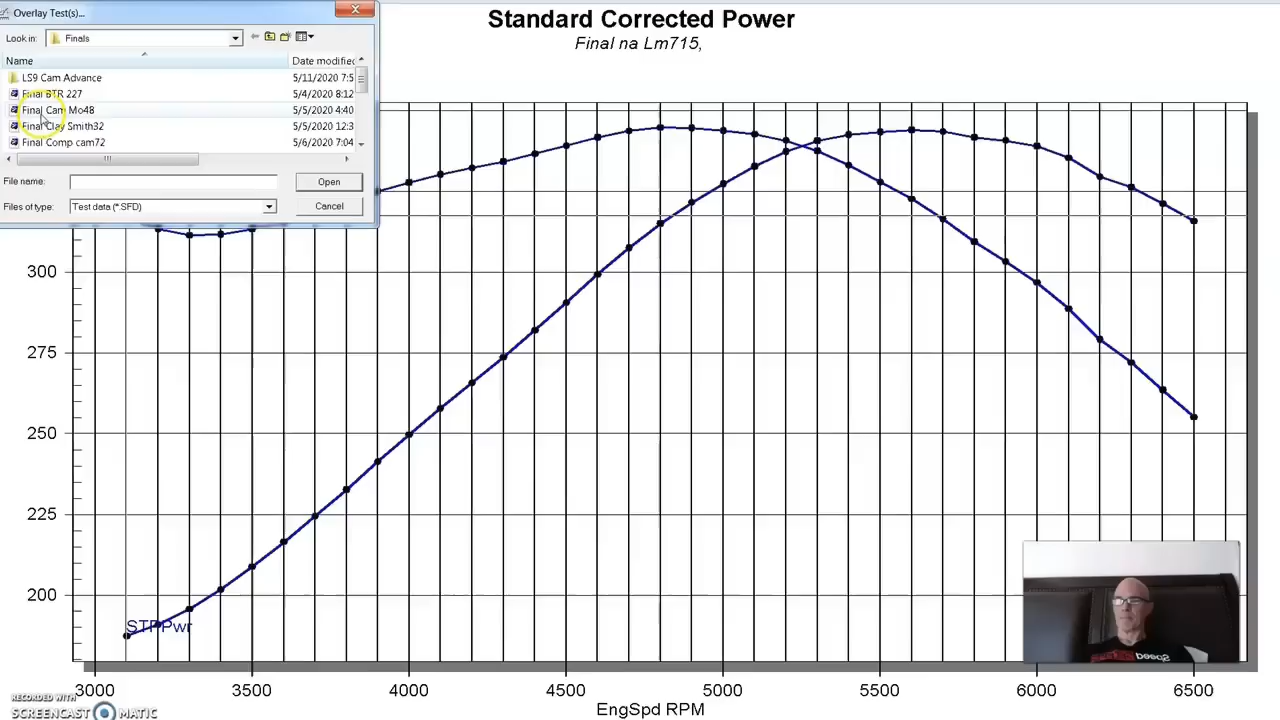 Overlay Test(s)...
Look in: Finals
Name Date modified
LS9 Cam Advance 5/11/2020 7:5
Final BTR 227 5/4/2020 8:12
Final Cam Mo48 5/5/2020 4:40
Final Clay Smith32 5/5/2020 12:3
Final Comp cam72 5/6/2020 7:04
File name: Open
Files of type: Test data (*.SFD) Cancel
Standard Corrected Power
Final na Lm715,
300
275
250
225
200
STPPwr
3000 3500 4000 4500 5000 5500 6000 6500
EngSpd RPM
RECORDED WITH
SCREENCAST MATIC
speed